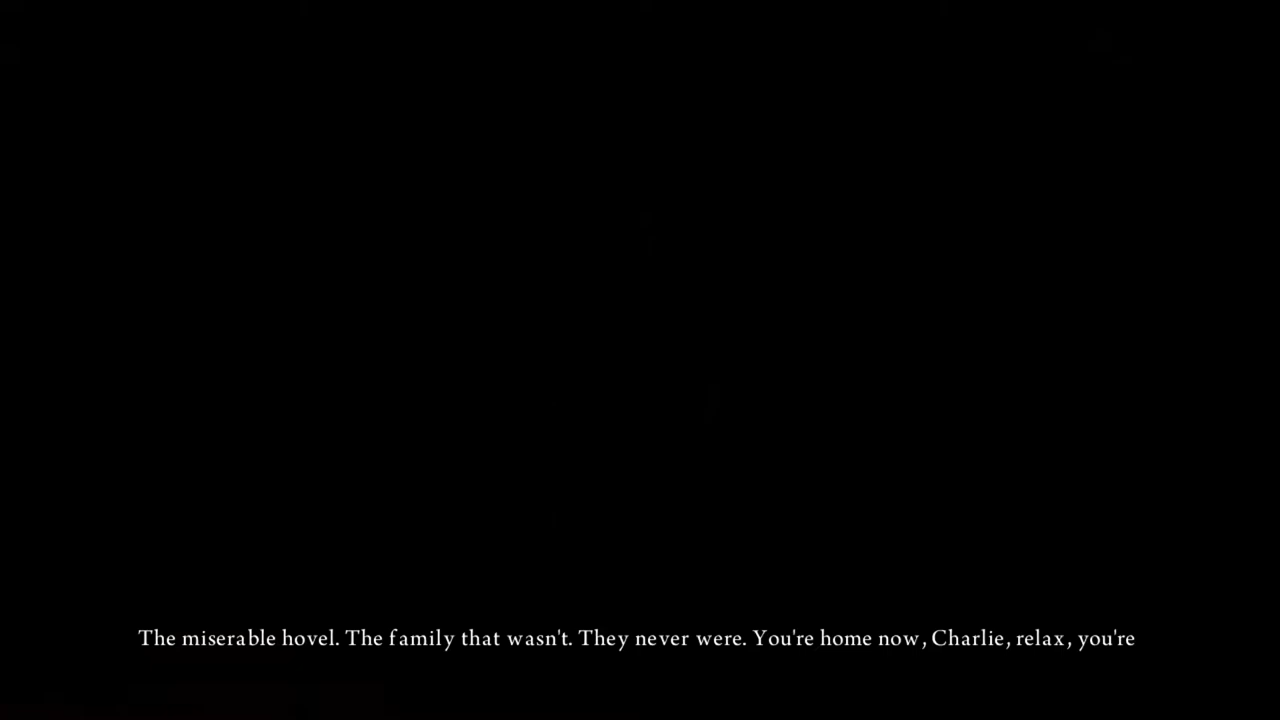 The miserable hovel. The family that wasn't. They never were. You're home now, Charlie, relax, you're